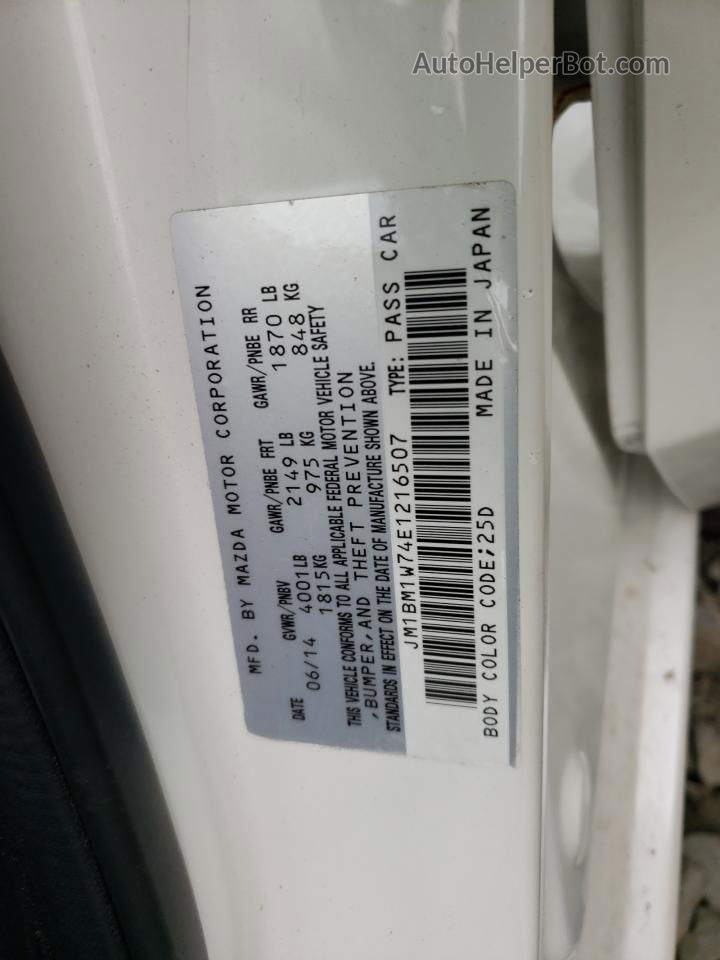 AutoHelperBot.com
MFD. BY MAZDA MOTOR CORPORATION
DATE GVWR/PNBV GAWR/PNBE FRT GAWR/PNBE RR
06/14 4001LB 2149 LB 1870 LB
1815KG 975 KG 848 KG
THIS VEHICLE CONFORMS TO ALL APPLICABLE FEDERAL MOTOR VEHICLE SAFETY
,BUMPER,AND THEFT PREVENTION
STANDARDS IN EFFECT ON THE DATE OF MANUFACTURE SHOWN ABOVE.
JM1BM1W74E1216507 TYPE: PASS CAR
BODY COLOR CODE;25D MADE IN JAPAN